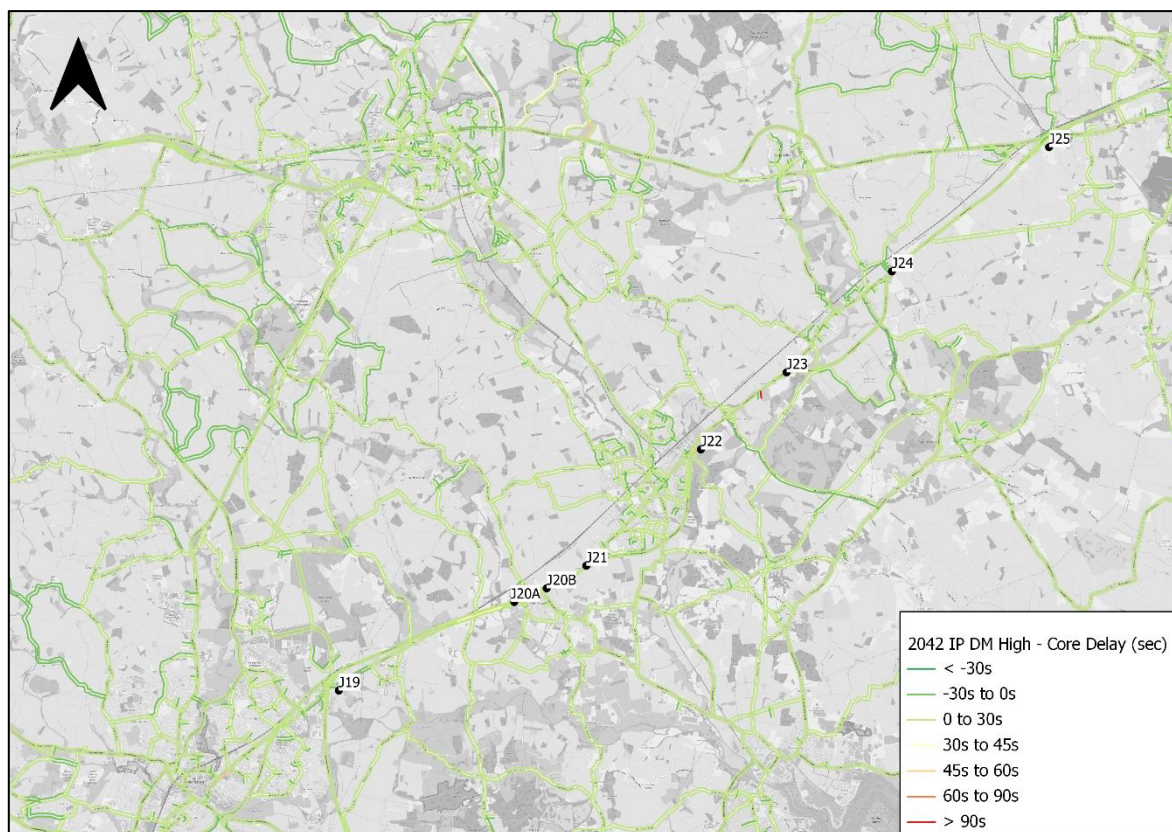 J25
J24
J23
J22
J21
J20B
J20A
J19
2042 IP DM High - Core Delay (sec)
< -30s
-30s to 0s
0 to 30s
30s to 45s
45s to 60s
60s to 90s
> 90s